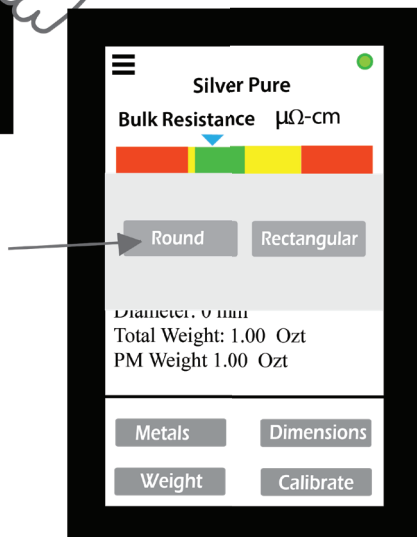 Silver Pure
Bulk Resistance μΩ-cm
Round Rectangular
Diameter: 0 mm
Total Weight: 1.00 Ozt
PM Weight 1.00 Ozt
Metals Dimensions
Weight Calibrate